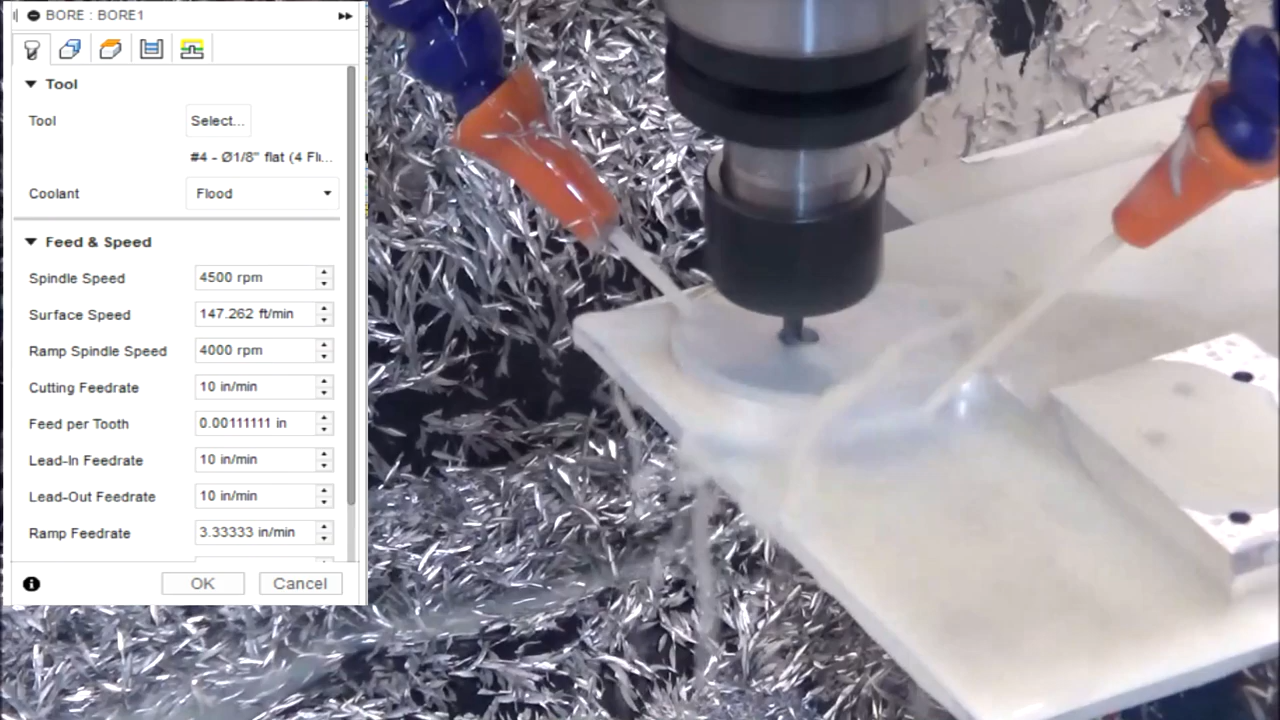 BORE : BORE1
Tool
Tool Select...
#4 - Ø1/8" flat (4 Flu...
Coolant Flood
Feed & Speed
Spindle Speed 4500 rpm
Surface Speed 147.262 ft/min
Ramp Spindle Speed 4000 rpm
Cutting Feedrate 10 in/min
Feed per Tooth 0.00111111 in
Lead-In Feedrate 10 in/min
Lead-Out Feedrate 10 in/min
Ramp Feedrate 3.33333 in/min
OK Cancel